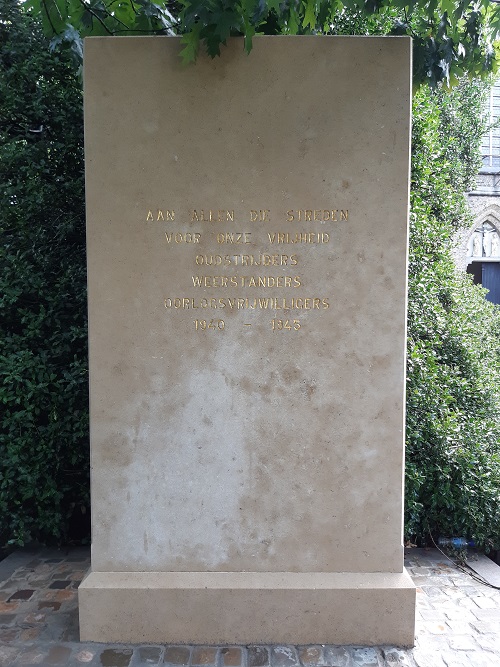 AAN ALLEN DIE STREDEN
VOOR ONZE VRIJHEID
OUDSTRIJDERS
WEERSTANDERS
OORLOGSVRIJWILLIGERS
1940 - 1945